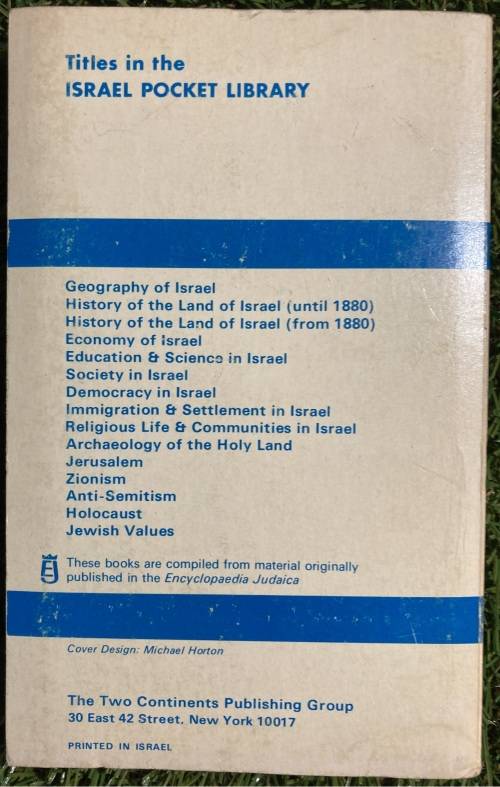 Titles in the
ISRAEL POCKET LIBRARY
Geography of Israel
History of the Land of Israel (until 1880)
History of the Land of Israel (from 1880)
Economy of Israel
Education & Science in Israel
Society in Israel
Democracy in Israel
Immigration & Settlement in Israel
Religious Life & Communities in Israel
Archaeology of the Holy Land
Jerusalem
Zionism
Anti-Semitism
Holocaust
Jewish Values
EJ These books are compiled from material originally
published in the Encyclopaedia Judaica
Cover Design: Michael Horton
The Two Continents Publishing Group
30 East 42 Street, New York 10017
PRINTED IN ISRAEL